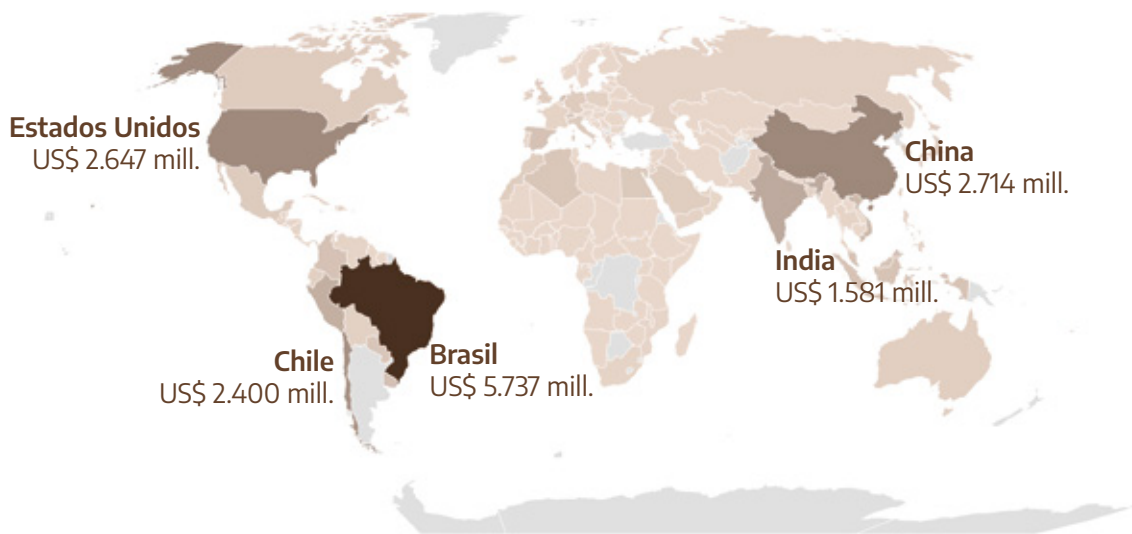 Estados Unidos
US$ 2.647 mill.
China
US$ 2.714 mill.
India
US$ 1.581 mill.
Chile
US$ 2.400 mill.
Brasil
US$ 5.737 mill.